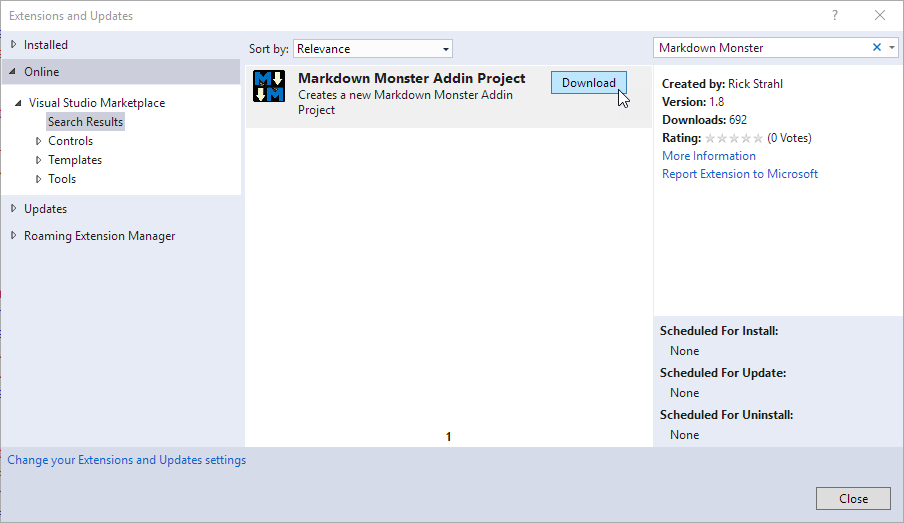 Extensions and Updates
Installed
Online
Visual Studio Marketplace
Search Results
Controls
Templates
Tools
Updates
Roaming Extension Manager
Sort by: Relevance
Markdown Monster Addin Project
Creates a new Markdown Monster Addin
Project
Download
1
Markdown Monster
Created by: Rick Strahl
Version: 1.8
Downloads: 692
Rating: (0 Votes)
More Information
Report Extension to Microsoft
Scheduled For Install:
None
Scheduled For Update:
None
Scheduled For Uninstall:
None
Change your Extensions and Updates settings
Close